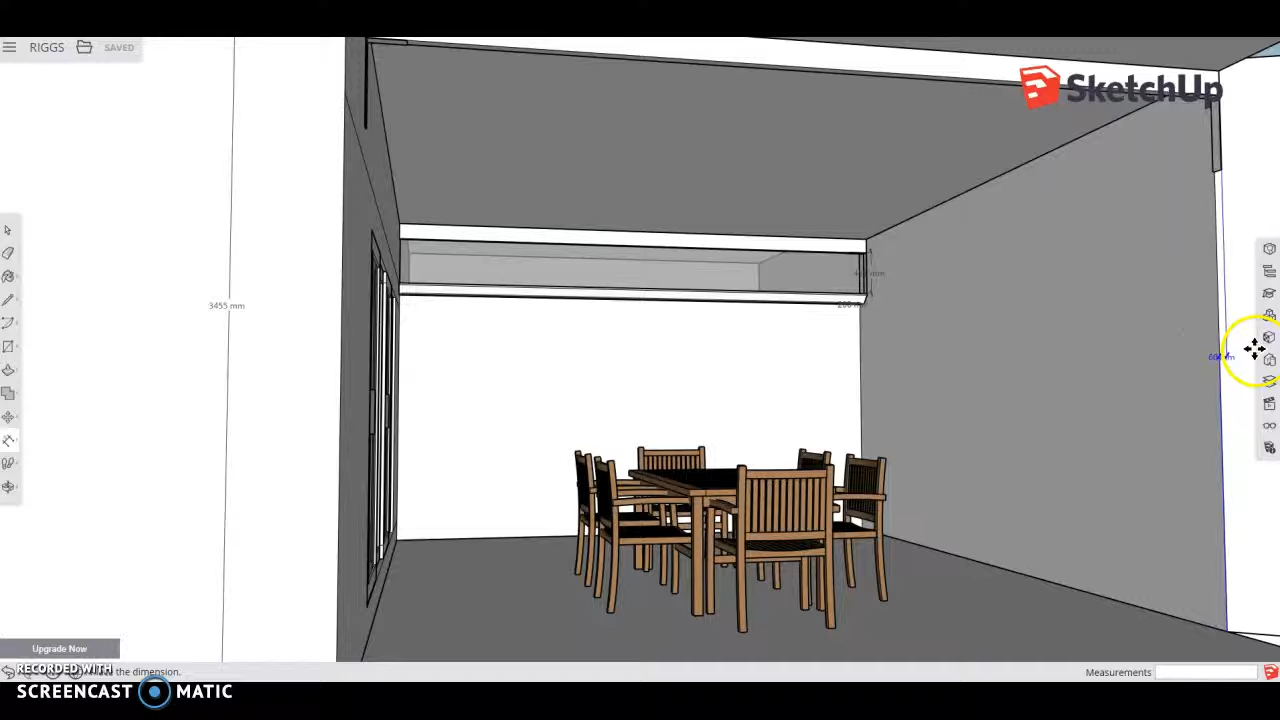 RIGGS SAVED
SketchUp
3455 mm
Upgrade Now
the dimension.
Measurements
RECORDED WITH
SCREENCAST MATIC